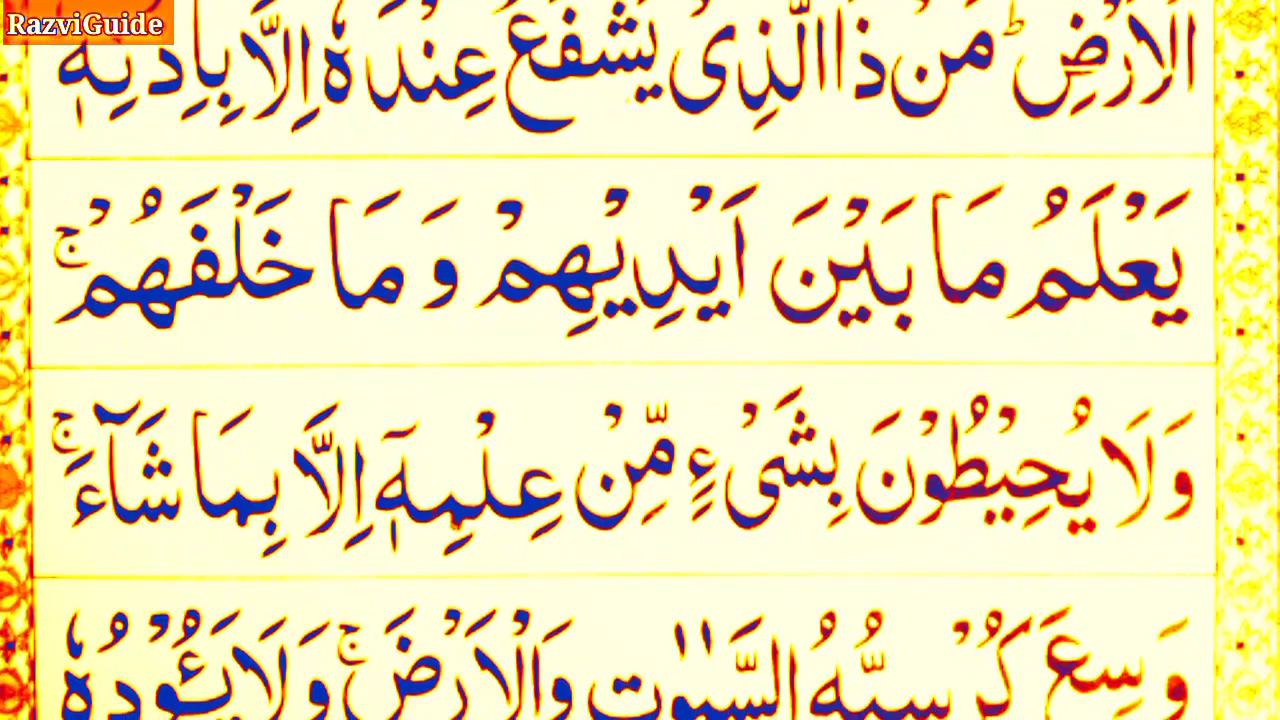 RazviGuide
الْاَرْضِ ؕ مَنْ ذَا الَّذِیْ یَشْفَعُ عِنْدَهٗۤ اِلَّا بِاِذْنِهٖ
یَعْلَمُ مَا بَیْنَ اَیْدِیْهِمْ وَ مَا خَلْفَهُمْ ۚ
وَلَا یُحِیْطُوْنَ بِشَیْءٍ مِّنْ عِلْمِهٖۤ اِلَّا بِمَا شَآءَ ۚ
وَسِعَ كُرْسِیُّهُ السَّمٰوٰتِ وَالْاَرْضَ ۚ وَلَا یَـُٔوْدُهٗ